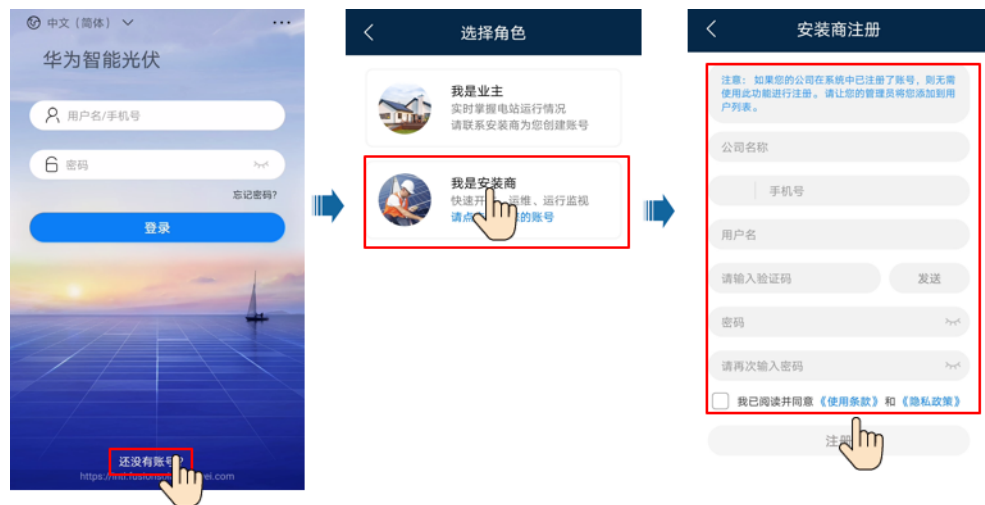 中文（简体）
华为智能光伏
用户名/手机号
密码
忘记密码?
登录
还没有账号?
选择角色
我是业主
实时掌握电站运行情况
请联系安装商为您创建账号
我是安装商
快速开 运维、运行监视
请点 的账号
安装商注册
注意：如果您的公司在系统中已注册了账号，则无需
使用此功能进行注册。请让您的管理员将您添加到用
户列表。
公司名称
手机号
用户名
请输入验证码
发送
密码
请再次输入密码
我已阅读并同意《使用条款》和《隐私政策》
注册